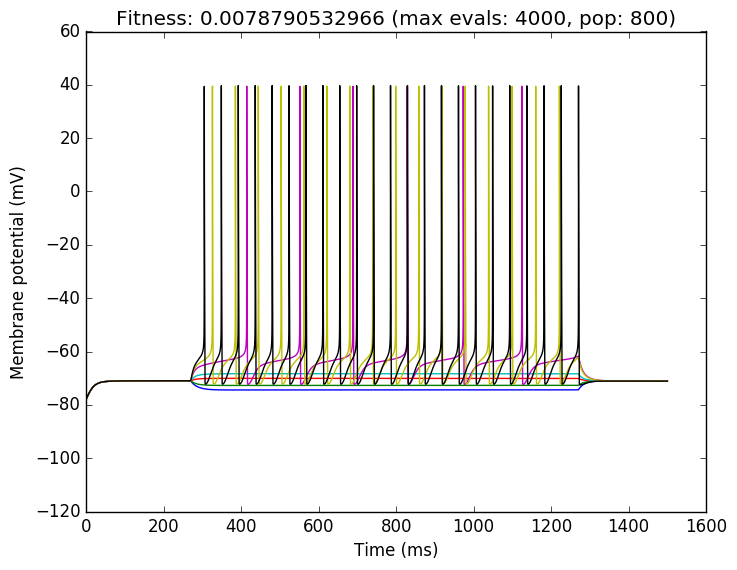 Fitness: 0.0078790532966 (max evals: 4000, pop: 800)
60
40
20
0
−20
−40
−60
−80
−100
−120
Membrane potential (mV)
0 200 400 600 800 1000 1200 1400 1600
Time (ms)